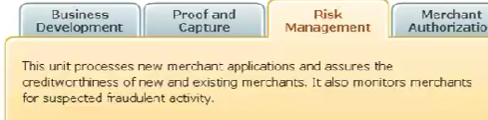 Business Development
Proof and Capture
Risk Management
Merchant
This unit processes new merchant applications and assures the
creditworthiness of new and existing merchants. It also monitors merchants
for suspected fraudulent activity.